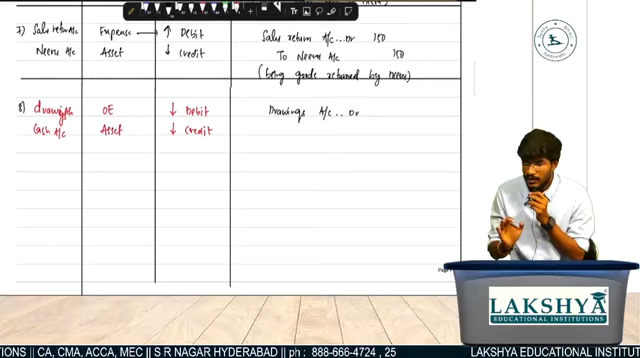 7) Sales return A/c Expense → ↑ Debit Sales return A/c...Dr 150
Neeru A/c Asset ↓ Credit To Neeru A/c 150
(being goods returned by neeru)
8) drawings A/c OE ↓ Debit Drawings A/c ... Dr
Cash A/c Asset ↓ Credit
Tr
LAKSHYA
EDUCATIONAL INSTITUTIONS
TIONS || CA, CMA, ACCA, MEC || S R NAGAR HYDERABAD || ph : 888-666-4724 , 25 LAKSHYA EDUCATIONAL INSTITUT